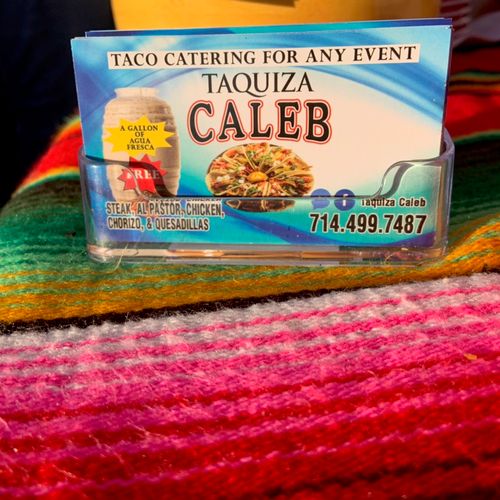 TACO CATERING FOR ANY EVENT
TAQUIZA
CALEB
A GALLON OF
AGUA
FRESCA
FREE
Taquiza Caleb
STEAK, AL PASTOR, CHICKEN,
CHORIZO, & QUESADILLAS
714.499.7487